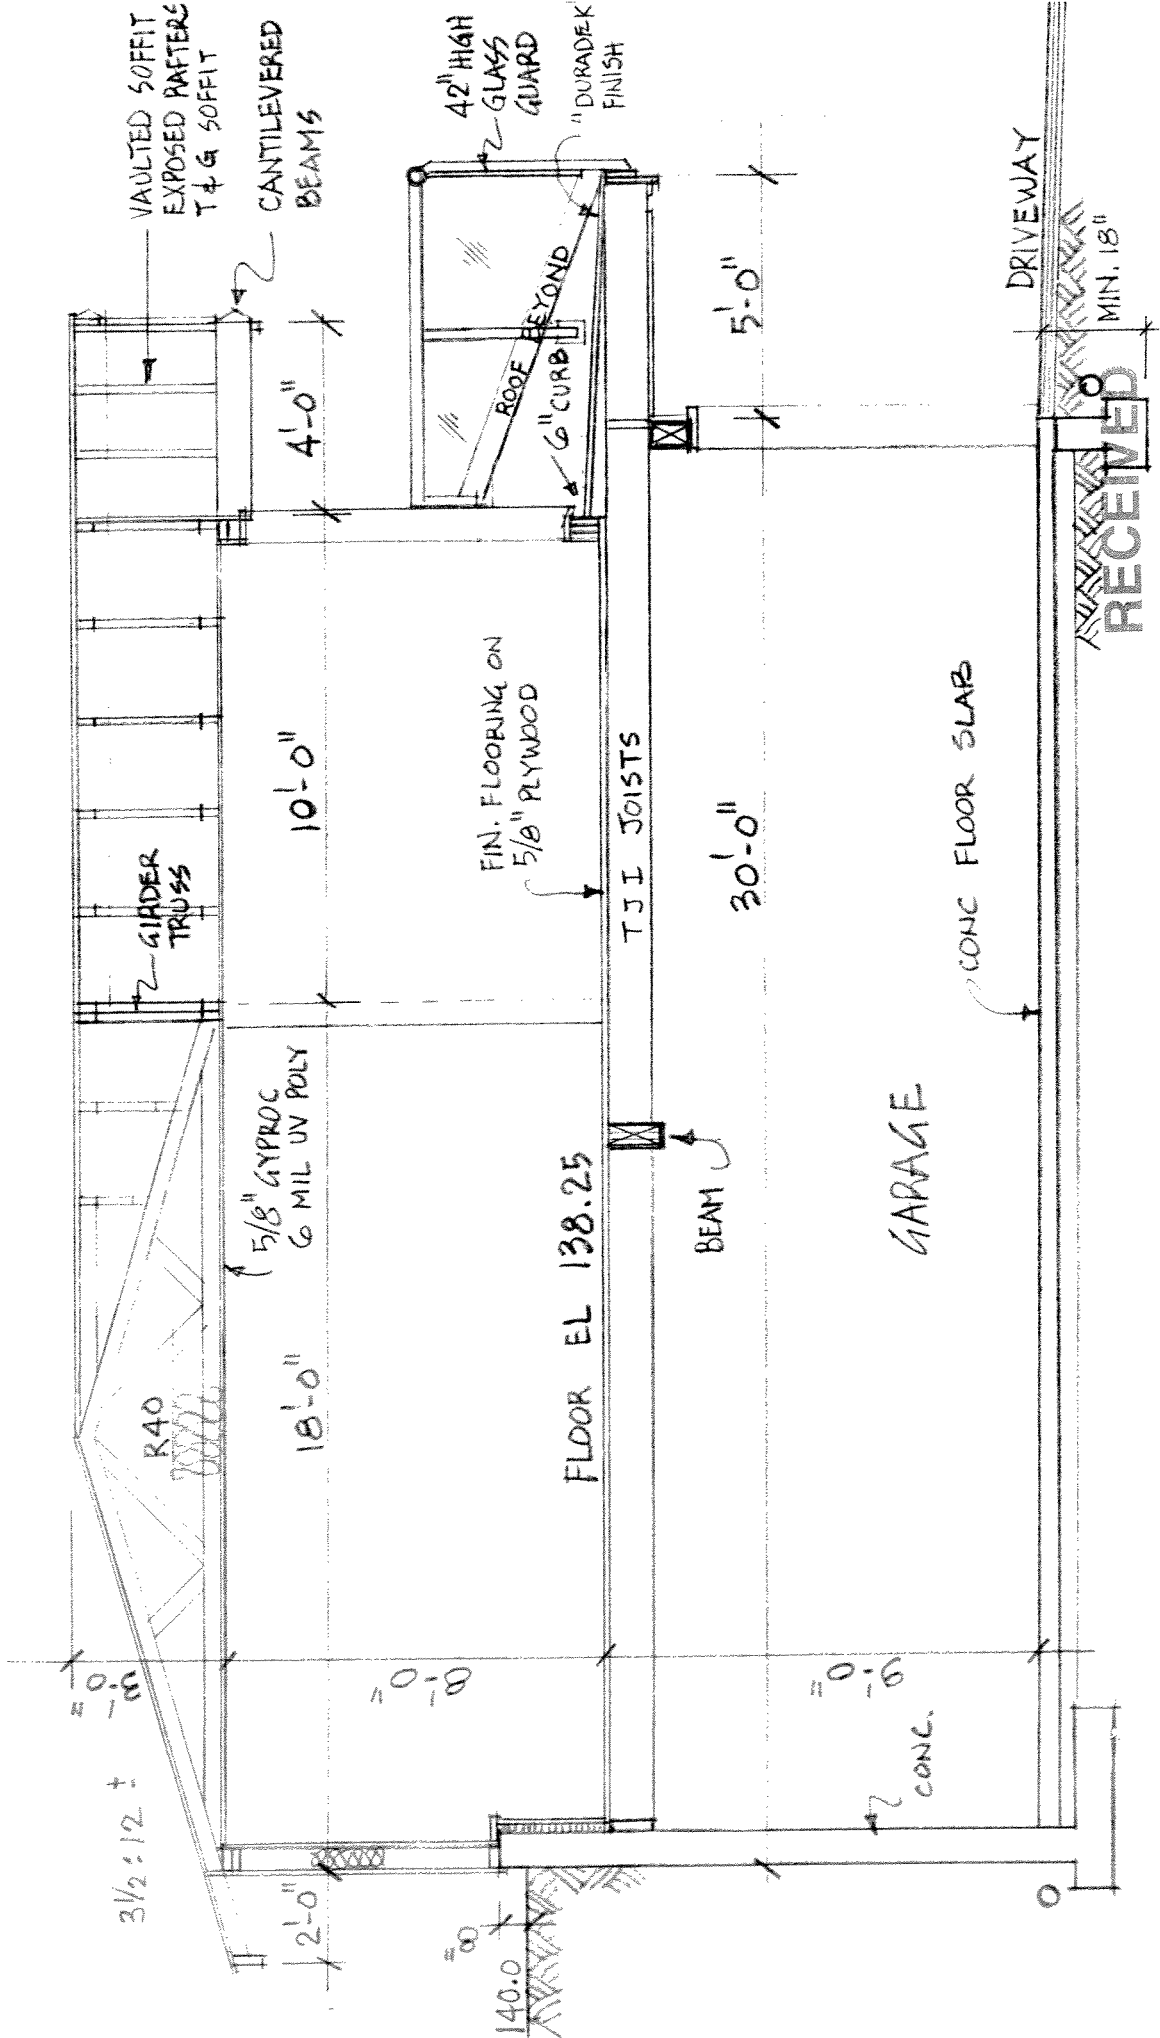 VAULTED SOFFIT
EXPOSED RAFTERS
T & G SOFFIT
CANTILEVERED
BEAMS
42" HIGH
GLASS
GUARD
"DURADEK"
FINISH
GIRDER
TRUSS
R40
3 1/2 : 12 ±
3'-0"
2'-0"
18'-0"
10'-0"
4'-0"
5/8" GYPROC
6 MIL UV POLY
ROOF BEYOND
6" CURB
FIN. FLOORING ON
5/8" PLYWOOD
8'-0"
8"
140.0
FLOOR EL 138.25
TJI JOISTS
BEAM
30'-0"
5'-0"
9'-0"
GARAGE
CONC.
CONC FLOOR SLAB
DRIVEWAY
MIN. 18"
RECEIVED